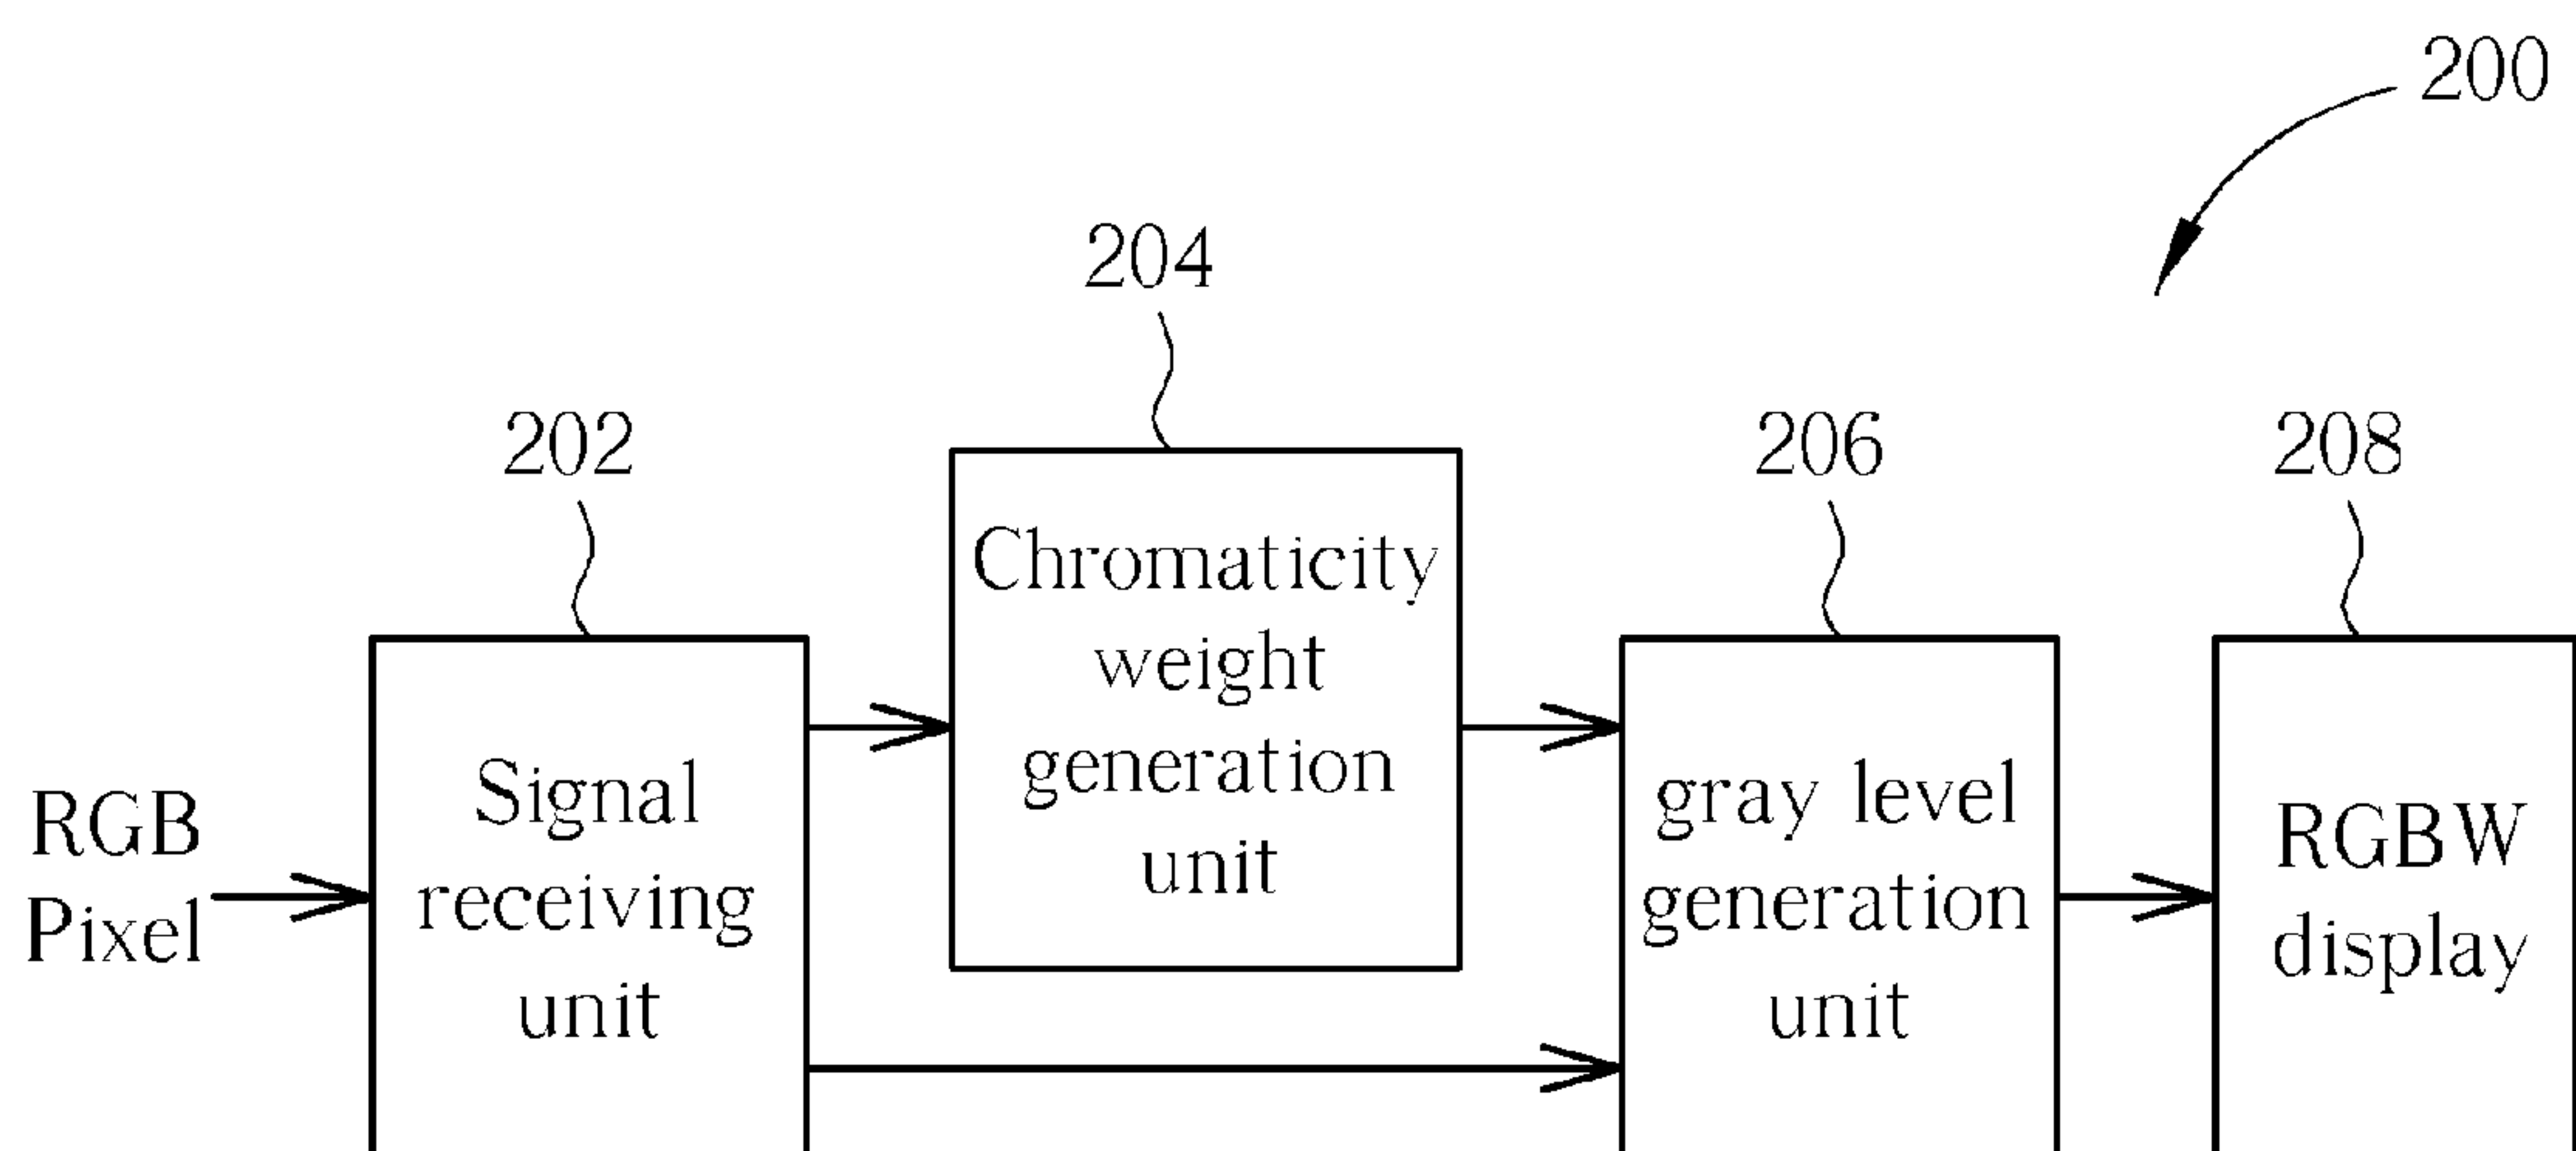 200
204
202
206
208
Chromaticity
weight
generation
unit
Signal
receiving
unit
gray level
generation
unit
RGBW
display
RGB
Pixel